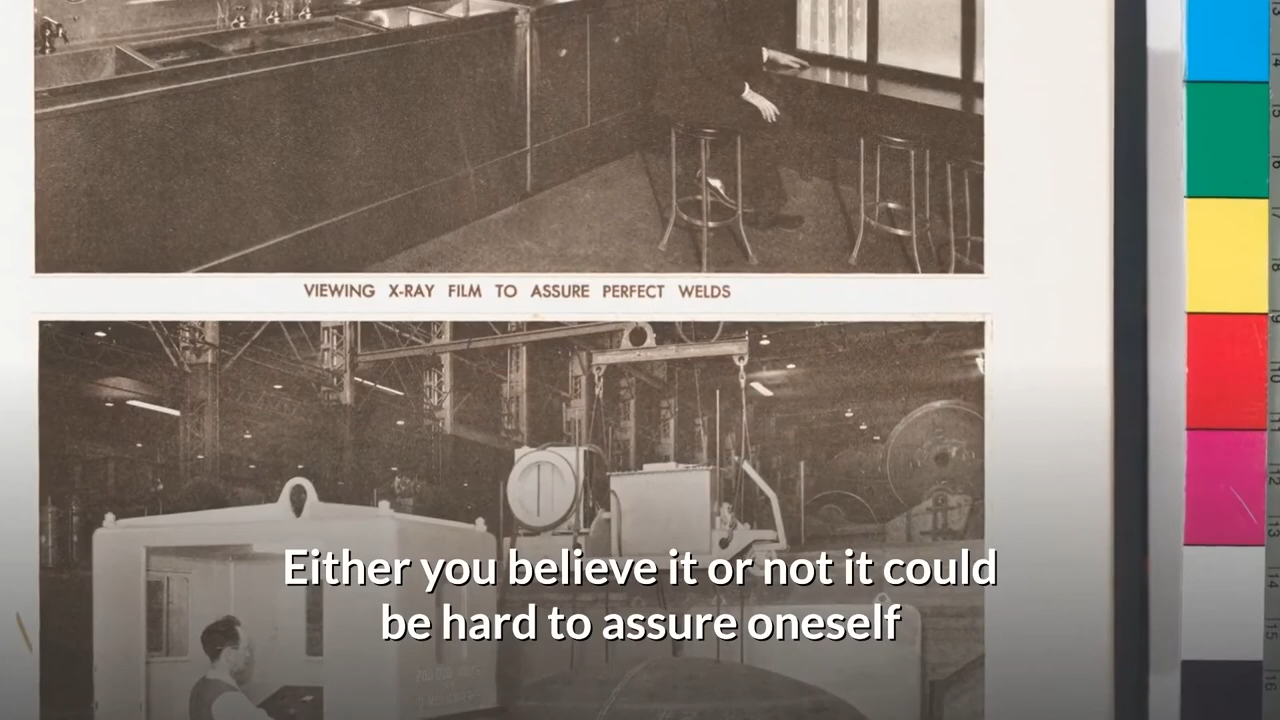 VIEWING X-RAY FILM TO ASSURE PERFECT WELDS
Either you believe it or not it could
be hard to assure oneself